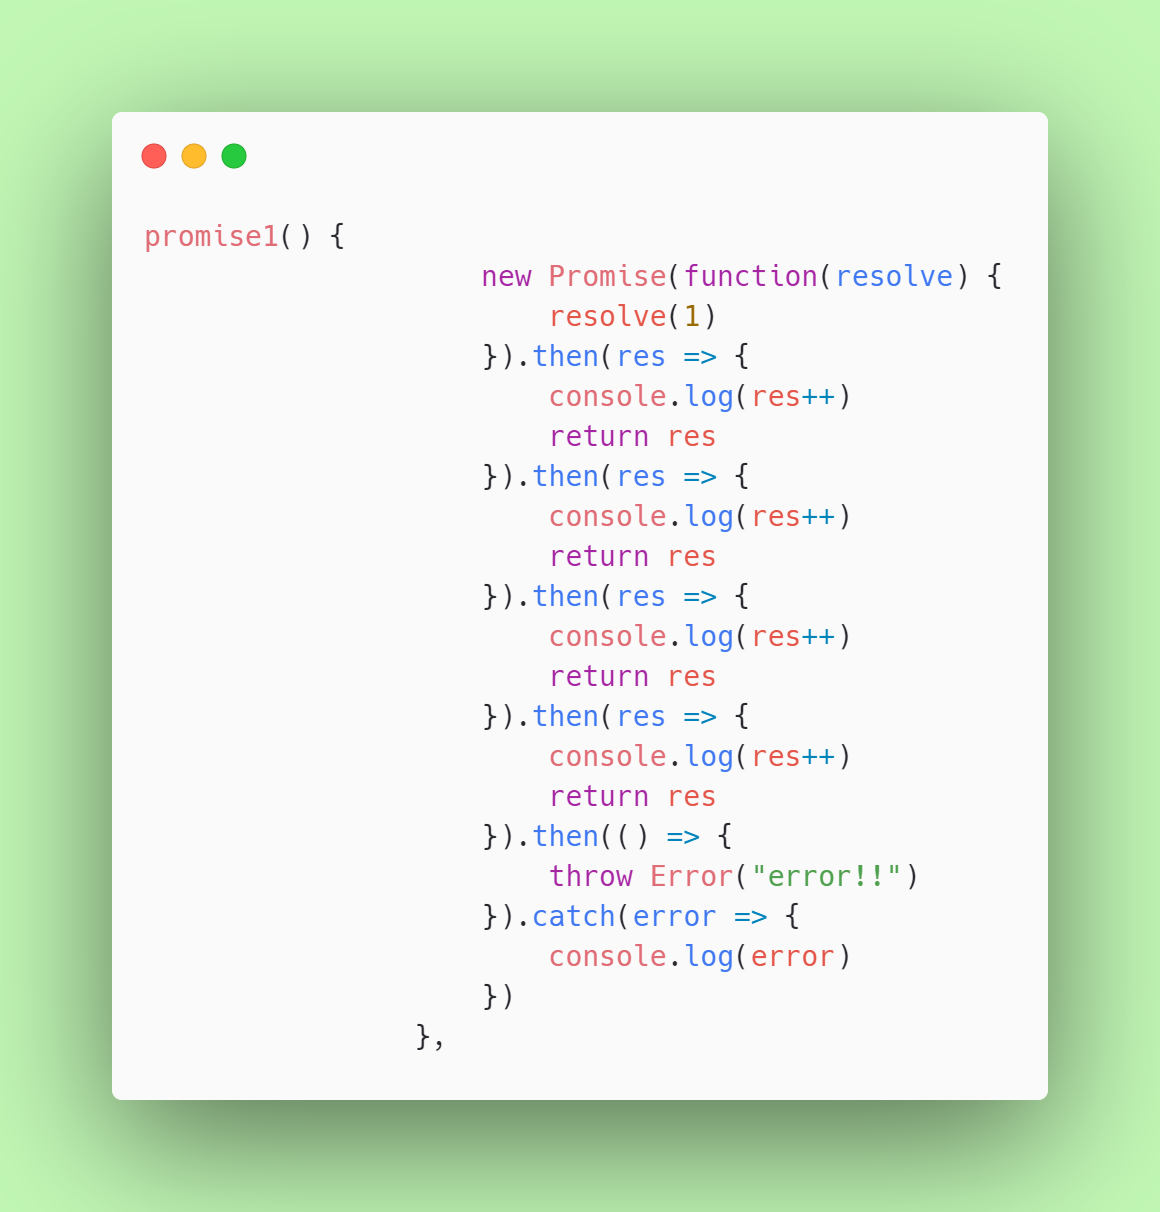 promise1() {
                    new Promise(function(resolve) {
                        resolve(1)
                    }).then(res => {
                        console.log(res++)
                        return res
                    }).then(res => {
                        console.log(res++)
                        return res
                    }).then(res => {
                        console.log(res++)
                        return res
                    }).then(res => {
                        console.log(res++)
                        return res
                    }).then(() => {
                        throw Error("error!!")
                    }).catch(error => {
                        console.log(error)
                    })
                },